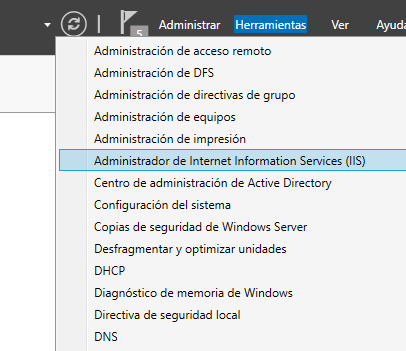 Administrar Herramientas Ver Ayuda
5
Administración de acceso remoto
Administración de DFS
Administración de directivas de grupo
Administración de equipos
Administración de impresión
Administrador de Internet Information Services (IIS)
Centro de administración de Active Directory
Configuración del sistema
Copias de seguridad de Windows Server
Desfragmentar y optimizar unidades
DHCP
Diagnóstico de memoria de Windows
Directiva de seguridad local
DNS